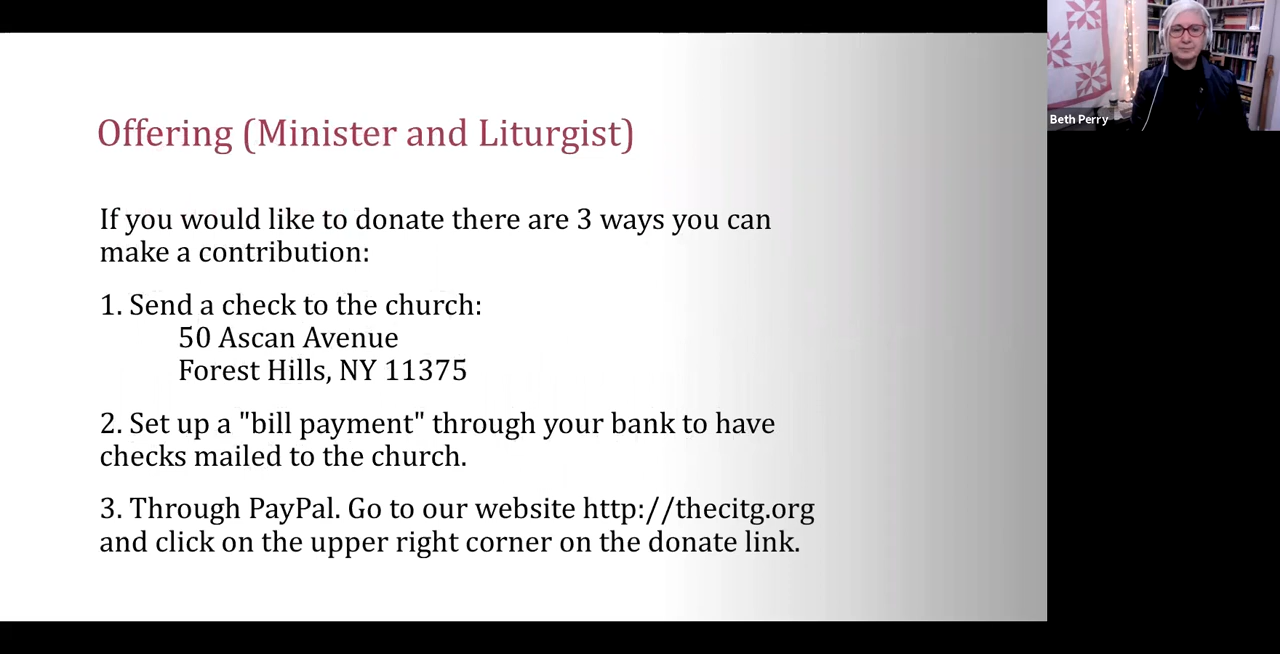 Offering (Minister and Liturgist)
If you would like to donate there are 3 ways you can
make a contribution:
1. Send a check to the church:
50 Ascan Avenue
Forest Hills, NY 11375
2. Set up a "bill payment" through your bank to have
checks mailed to the church.
3. Through PayPal. Go to our website http://thecitg.org
and click on the upper right corner on the donate link.
Beth Perry